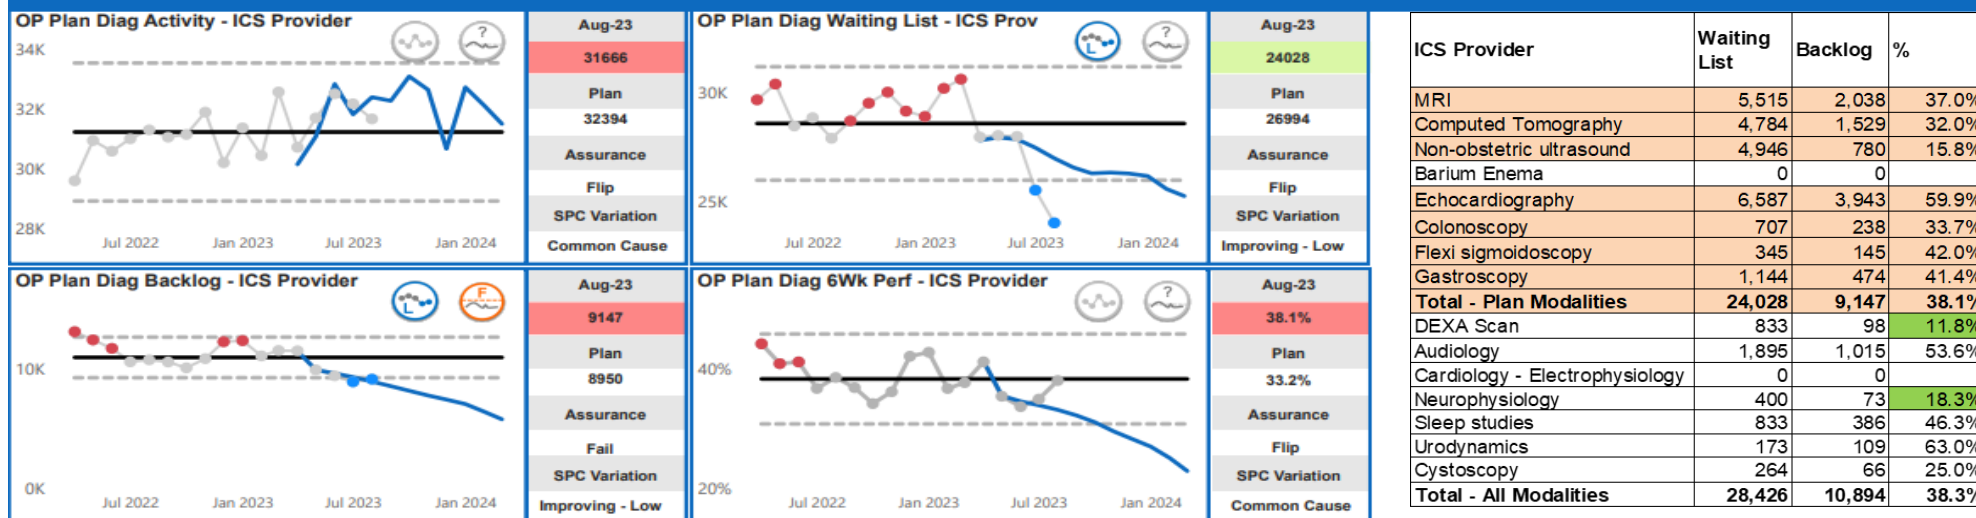 OP Plan Diag Activity - ICS Provider
?
34K
32K
30K
28K
Jul 2022 Jan 2023 Jul 2023 Jan 2024
Aug-23
31666
Plan
32394
Assurance
Flip
SPC Variation
Common Cause
OP Plan Diag Waiting List - ICS Prov
L
?
30K
25K
Jul 2022 Jan 2023 Jul 2023 Jan 2024
Aug-23
24028
Plan
26994
Assurance
Flip
SPC Variation
Improving - Low
OP Plan Diag Backlog - ICS Provider
L
F
10K
0K
Jul 2022 Jan 2023 Jul 2023 Jan 2024
Aug-23
9147
Plan
8950
Assurance
Fail
SPC Variation
Improving - Low
OP Plan Diag 6Wk Perf - ICS Provider
?
40%
20%
Jul 2022 Jan 2023 Jul 2023 Jan 2024
Aug-23
38.1%
Plan
33.2%
Assurance
Flip
SPC Variation
Common Cause
ICS Provider Waiting List Backlog %
MRI 5,515 2,038 37.0%
Computed Tomography 4,784 1,529 32.0%
Non-obstetric ultrasound 4,946 780 15.8%
Barium Enema 0 0
Echocardiography 6,587 3,943 59.9%
Colonoscopy 707 238 33.7%
Flexi sigmoidoscopy 345 145 42.0%
Gastroscopy 1,144 474 41.4%
Total - Plan Modalities 24,028 9,147 38.1%
DEXA Scan 833 98 11.8%
Audiology 1,895 1,015 53.6%
Cardiology - Electrophysiology 0 0
Neurophysiology 400 73 18.3%
Sleep studies 833 386 46.3%
Urodynamics 173 109 63.0%
Cystoscopy 264 66 25.0%
Total - All Modalities 28,426 10,894 38.3%